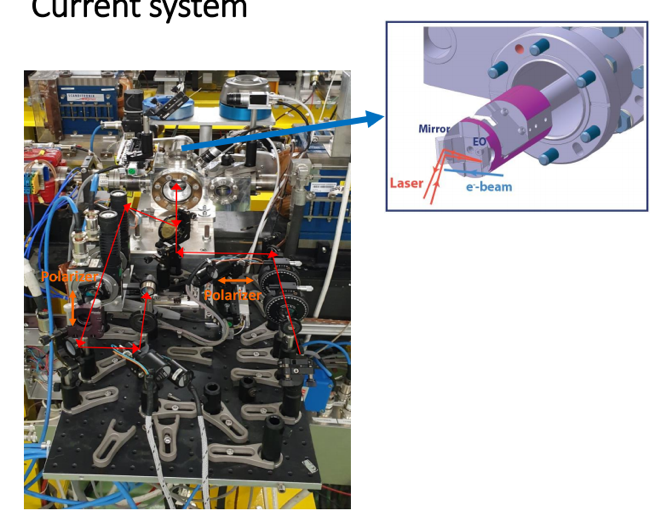 Current system
Mirror
EO
Laser
e⁻-beam
Polarizer
Polarizer